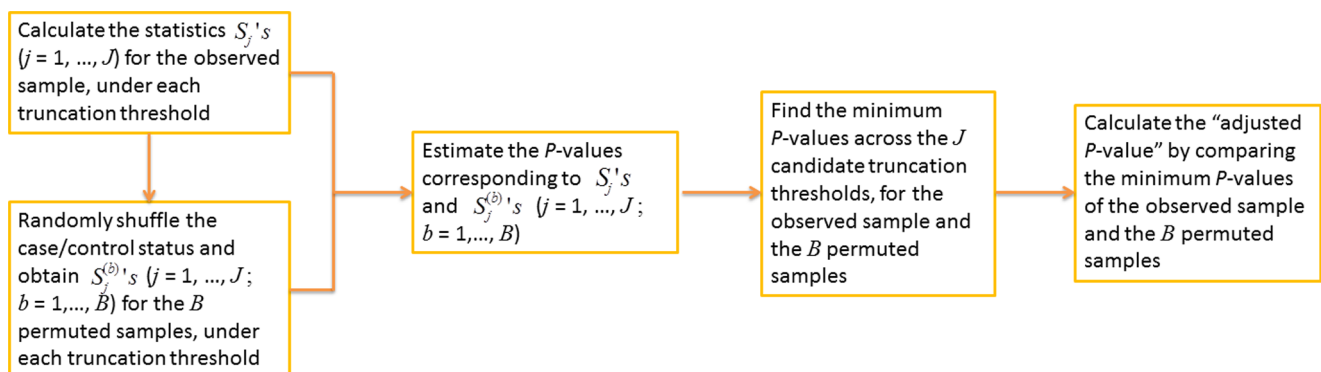 Calculate the statistics S_j's
(j = 1, ..., J) for the observed
sample, under each
truncation threshold
Randomly shuffle the
case/control status and
obtain S_j^(b)'s (j = 1, ..., J;
b = 1,..., B) for the B
permuted samples, under
each truncation threshold
Estimate the P-values
corresponding to S_j's
and S_j^(b)'s (j = 1, ..., J;
b = 1,..., B)
Find the minimum
P-values across the J
candidate truncation
thresholds, for the
observed sample and
the B permuted
samples
Calculate the “adjusted
P-value” by comparing
the minimum P-values
of the observed sample
and the B permuted
samples